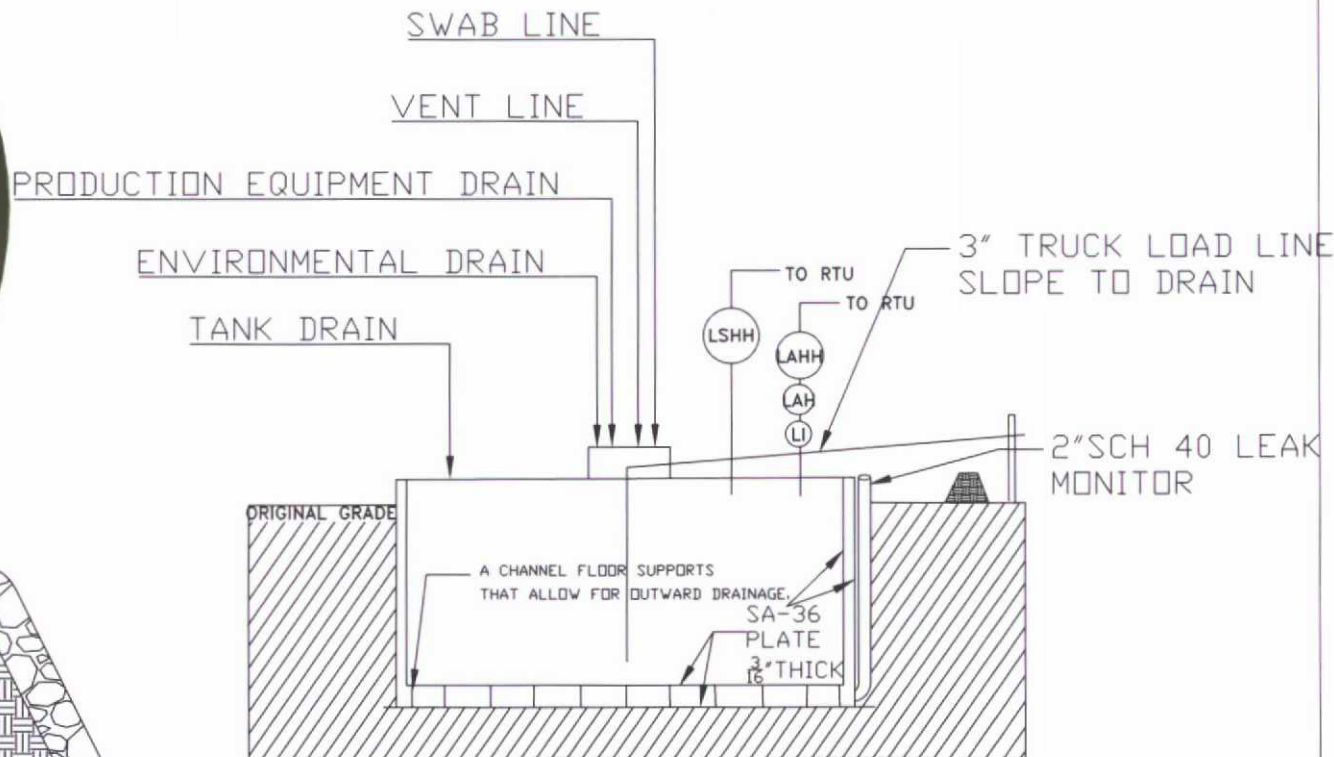 SWAB LINE
VENT LINE
PRODUCTION EQUIPMENT DRAIN
ENVIRONMENTAL DRAIN
TANK DRAIN
TO RTU
TO RTU
LSHH
LAHH
LAH
LI
3" TRUCK LOAD LINE
SLOPE TO DRAIN
2"SCH 40 LEAK
MONITOR
ORIGINAL GRADE
A CHANNEL FLOOR SUPPORTS
THAT ALLOW FOR OUTWARD DRAINAGE.
SA-36
PLATE
3/16"THICK